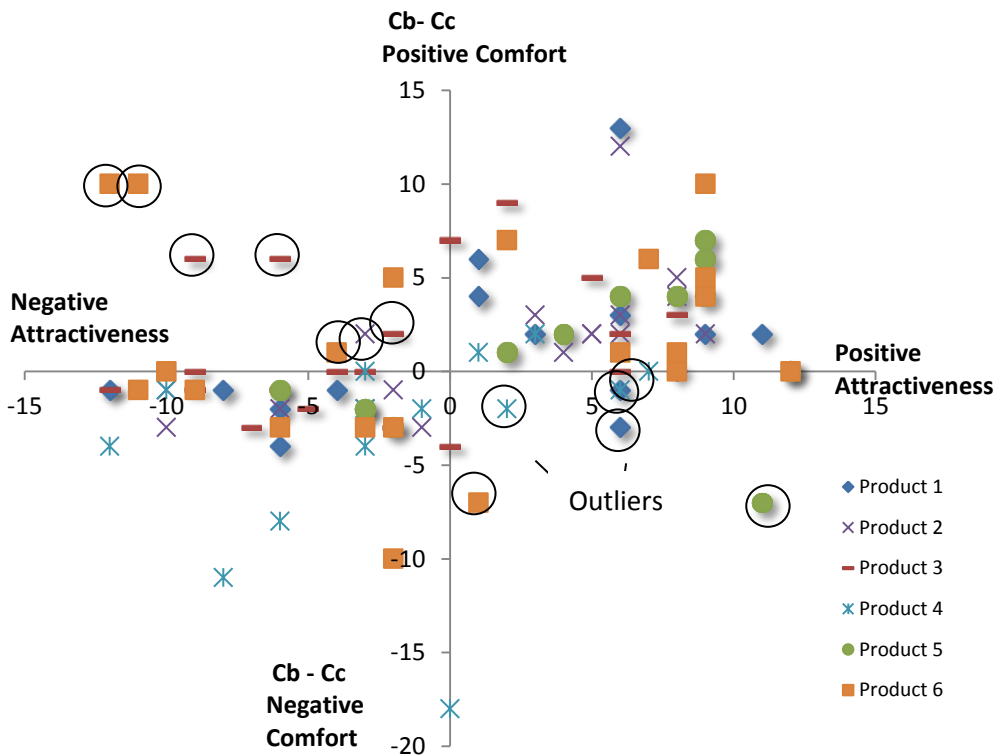 Cb- Cc
Positive Comfort
15
10
5
0
-5
-10
-15
-20
Negative
Attractiveness
Positive
Attractiveness
-15
-10
-5
0
5
10
15
Outliers
Cb - Cc
Negative
Comfort
Product 1
Product 2
Product 3
Product 4
Product 5
Product 6